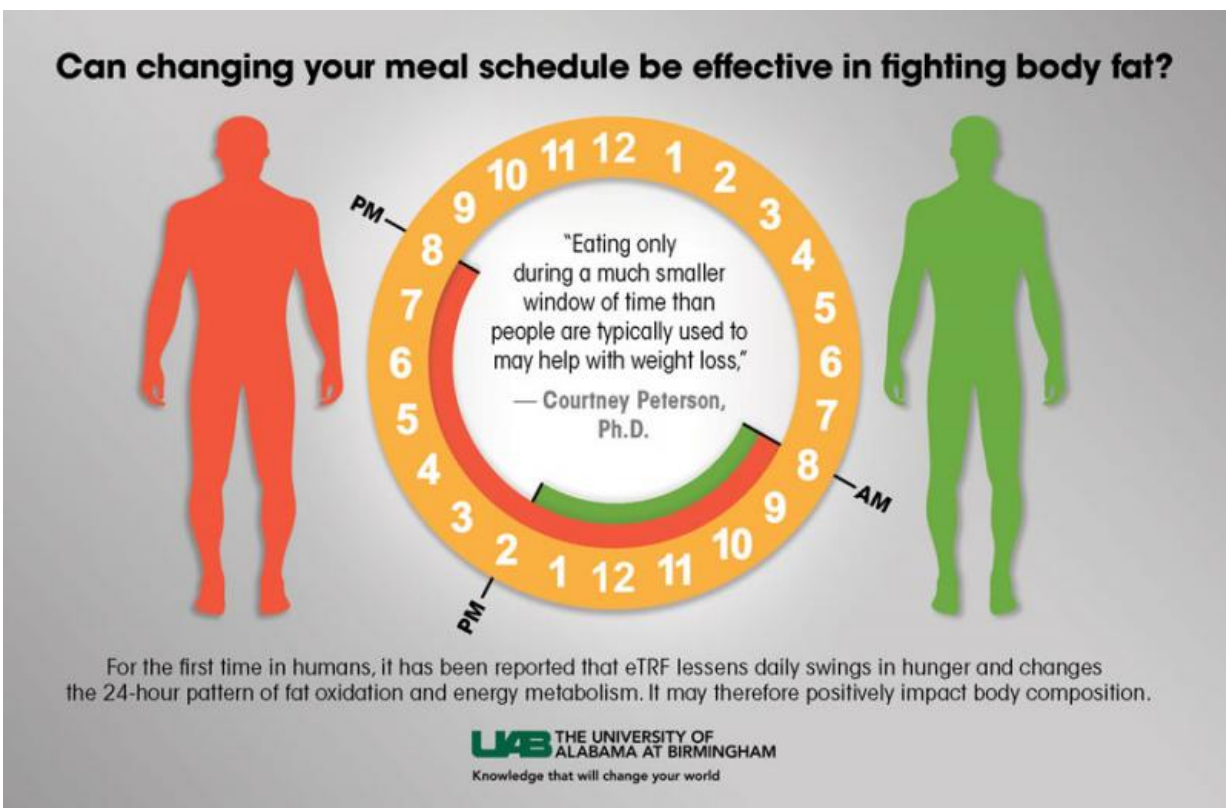 Can changing your meal schedule be effective in fighting body fat?
12
1
2
3
4
5
6
7
8
AM
9
10
11
12
1
2
PM
3
4
5
6
7
8
PM
9
10
11
"Eating only
during a much smaller
window of time than
people are typically used to
may help with weight loss,"
— Courtney Peterson,
Ph.D.
For the first time in humans, it has been reported that eTRF lessens daily swings in hunger and changes
the 24-hour pattern of fat oxidation and energy metabolism. It may therefore positively impact body composition.
UAB THE UNIVERSITY OF
ALABAMA AT BIRMINGHAM
Knowledge that will change your world